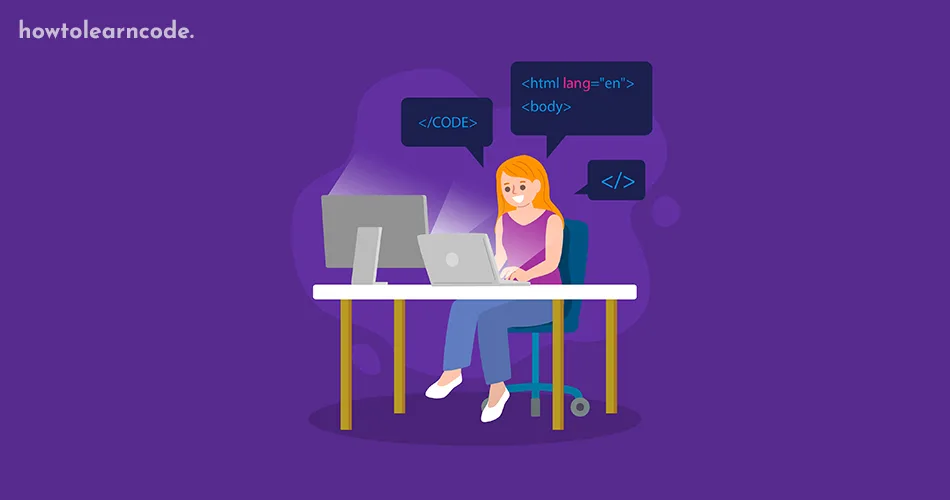 howtolearncode.
</CODE>
<html lang="en">
<body>
</>